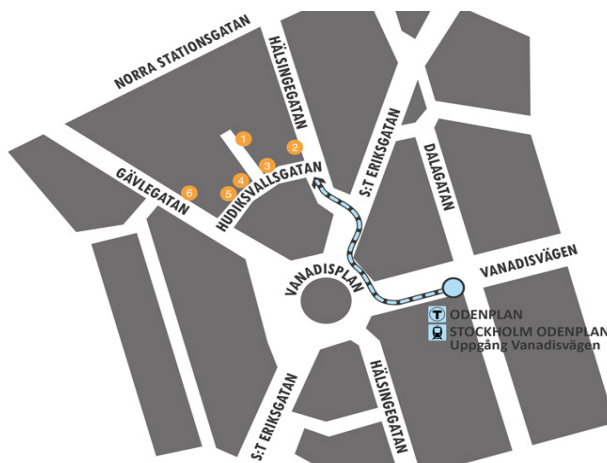 NORRA STATIONSGATAN
HÄLSINGEGATAN
1
2
3
4
5
6
GÄVLEGATAN
HUDIKSVALLSGATAN
S:T ERIKSGATAN
DALAGATAN
VANADISPLAN
VANADISVÄGEN
T ODENPLAN
STOCKHOLM ODENPLAN
Uppgång Vanadisvägen
S:T ERIKSGATAN
HÄLSINGEGATAN